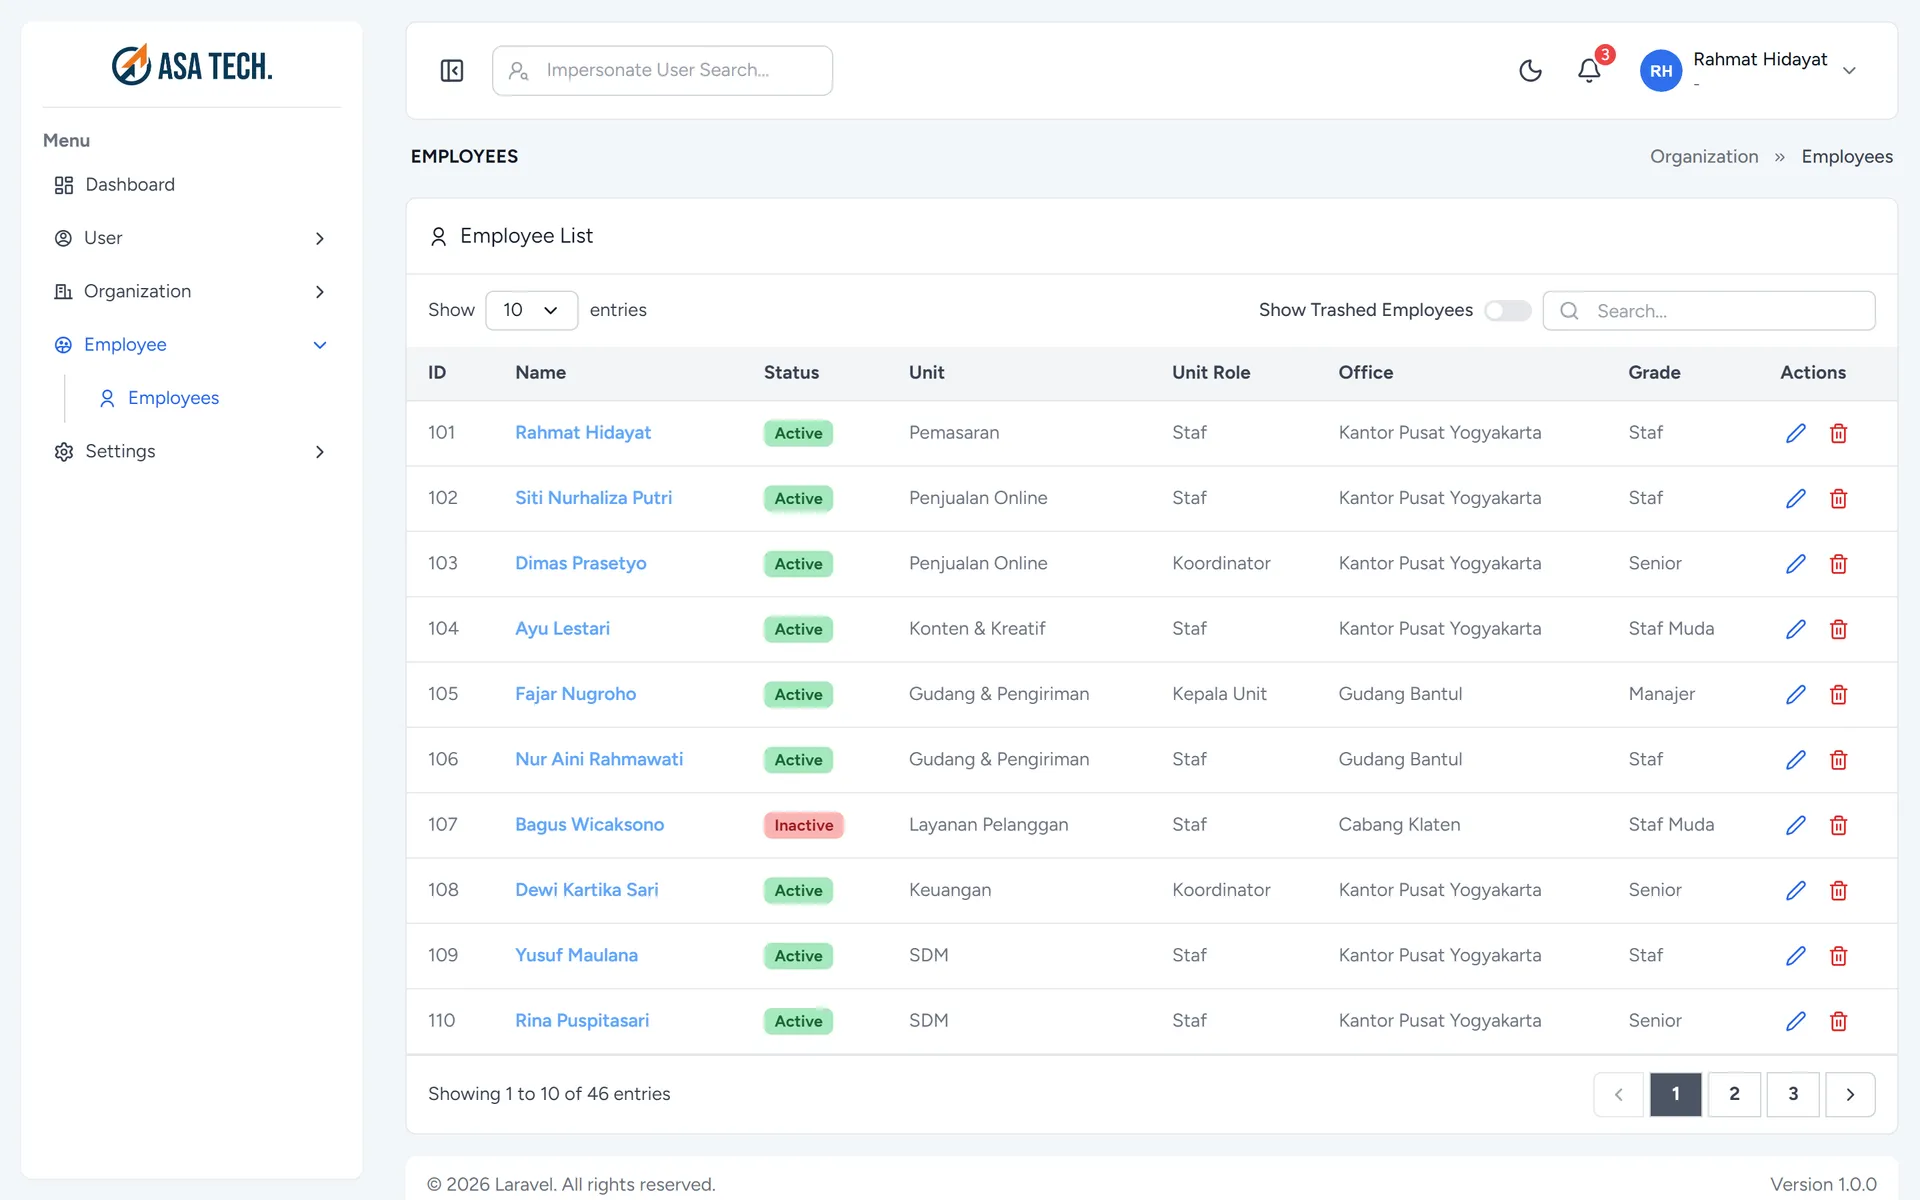 ASA TECH.
Menu
Dashboard
User
Organization
Employee
Employees
Settings
Impersonate User Search...
3
RH
Rahmat Hidayat
-
EMPLOYEES
Organization » Employees
Employee List
Show 10 entries
Show Trashed Employees
Search...
ID Name Status Unit Unit Role Office Grade Actions
101 Rahmat Hidayat Active Pemasaran Staf Kantor Pusat Yogyakarta Staf
102 Siti Nurhaliza Putri Active Penjualan Online Staf Kantor Pusat Yogyakarta Staf
103 Dimas Prasetyo Active Penjualan Online Koordinator Kantor Pusat Yogyakarta Senior
104 Ayu Lestari Active Konten & Kreatif Staf Kantor Pusat Yogyakarta Staf Muda
105 Fajar Nugroho Active Gudang & Pengiriman Kepala Unit Gudang Bantul Manajer
106 Nur Aini Rahmawati Active Gudang & Pengiriman Staf Gudang Bantul Staf
107 Bagus Wicaksono Inactive Layanan Pelanggan Staf Cabang Klaten Staf Muda
108 Dewi Kartika Sari Active Keuangan Koordinator Kantor Pusat Yogyakarta Senior
109 Yusuf Maulana Active SDM Staf Kantor Pusat Yogyakarta Staf
110 Rina Puspitasari Active SDM Staf Kantor Pusat Yogyakarta Senior
Showing 1 to 10 of 46 entries
1 2 3
© 2026 Laravel. All rights reserved.
Version 1.0.0